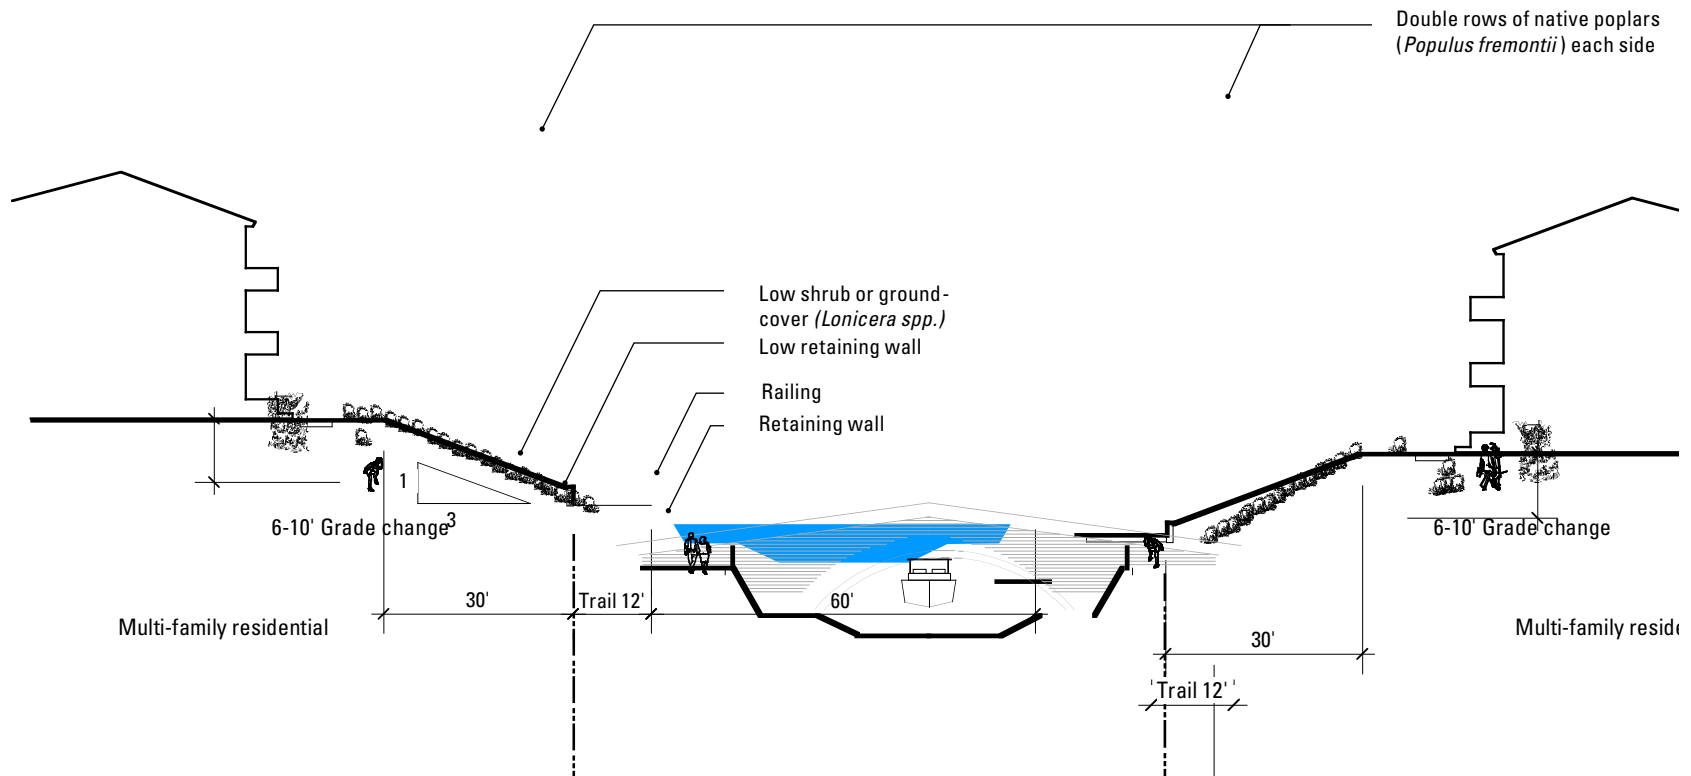 Double rows of native poplars
(Populus fremontii ) each side
Low shrub or ground-
cover (Lonicera spp.)
Low retaining wall
Railing
Retaining wall
1
3
6-10' Grade change
6-10' Grade change
30'
Trail 12'
60'
Multi-family residential
Multi-family
30'
Trail 12'